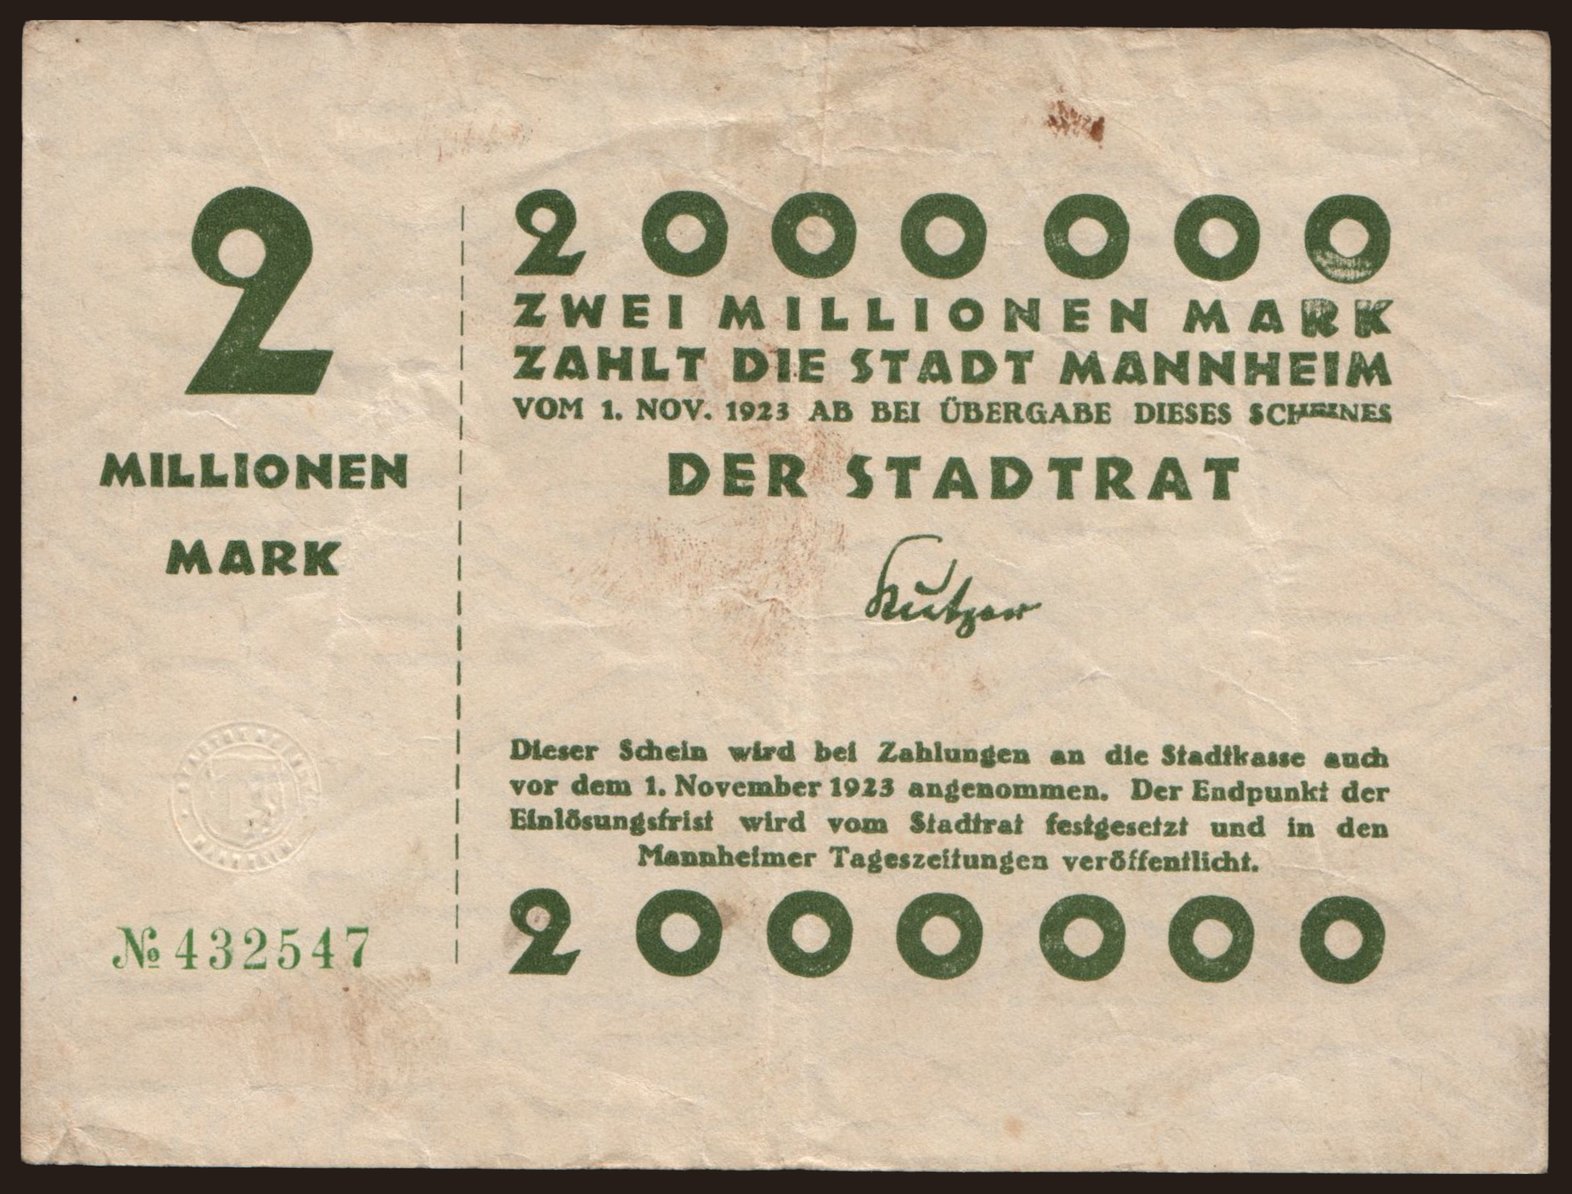 2
MILLIONEN
MARK
№ 432547
2000000
ZWEI MILLIONEN MARK
ZAHLT DIE STADT MANNHEIM
VOM 1. NOV. 1923 AB BEI ÜBERGABE DIESES SCHEINES
DER STADTRAT
Kutzer
Dieser Schein wird bei Zahlungen an die Stadtkasse auch
vor dem 1. November 1923 angenommen. Der Endpunkt der
Einlösungsfrist wird vom Stadtrat festgesetzt und in den
Mannheimer Tageszeitungen veröffentlicht.
2000000